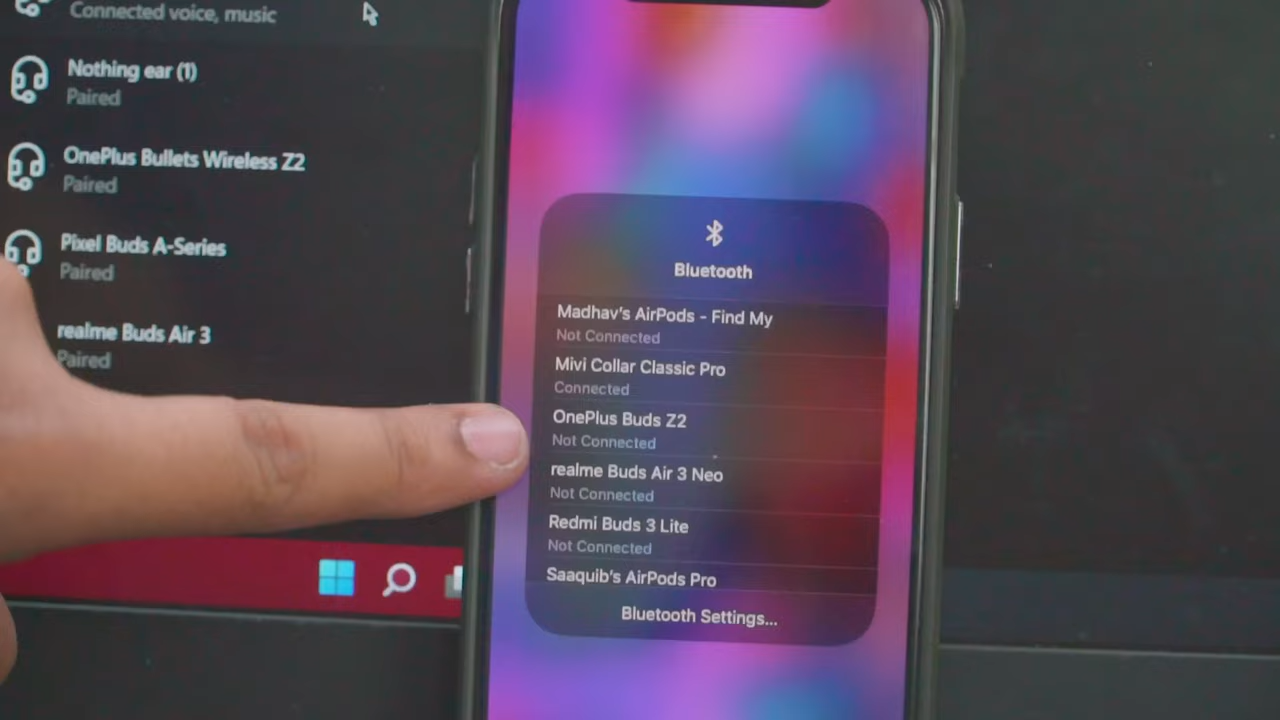 Connected voice, music
Nothing ear (1)
Paired
OnePlus Bullets Wireless Z2
Paired
Pixel Buds A-Series
Paired
realme Buds Air 3
Paired
Bluetooth
Madhav's AirPods - Find My
Not Connected
Mivi Collar Classic Pro
Connected
OnePlus Buds Z2
Not Connected
realme Buds Air 3 Neo
Not Connected
Redmi Buds 3 Lite
Not Connected
Saaquib's AirPods Pro
Bluetooth Settings...